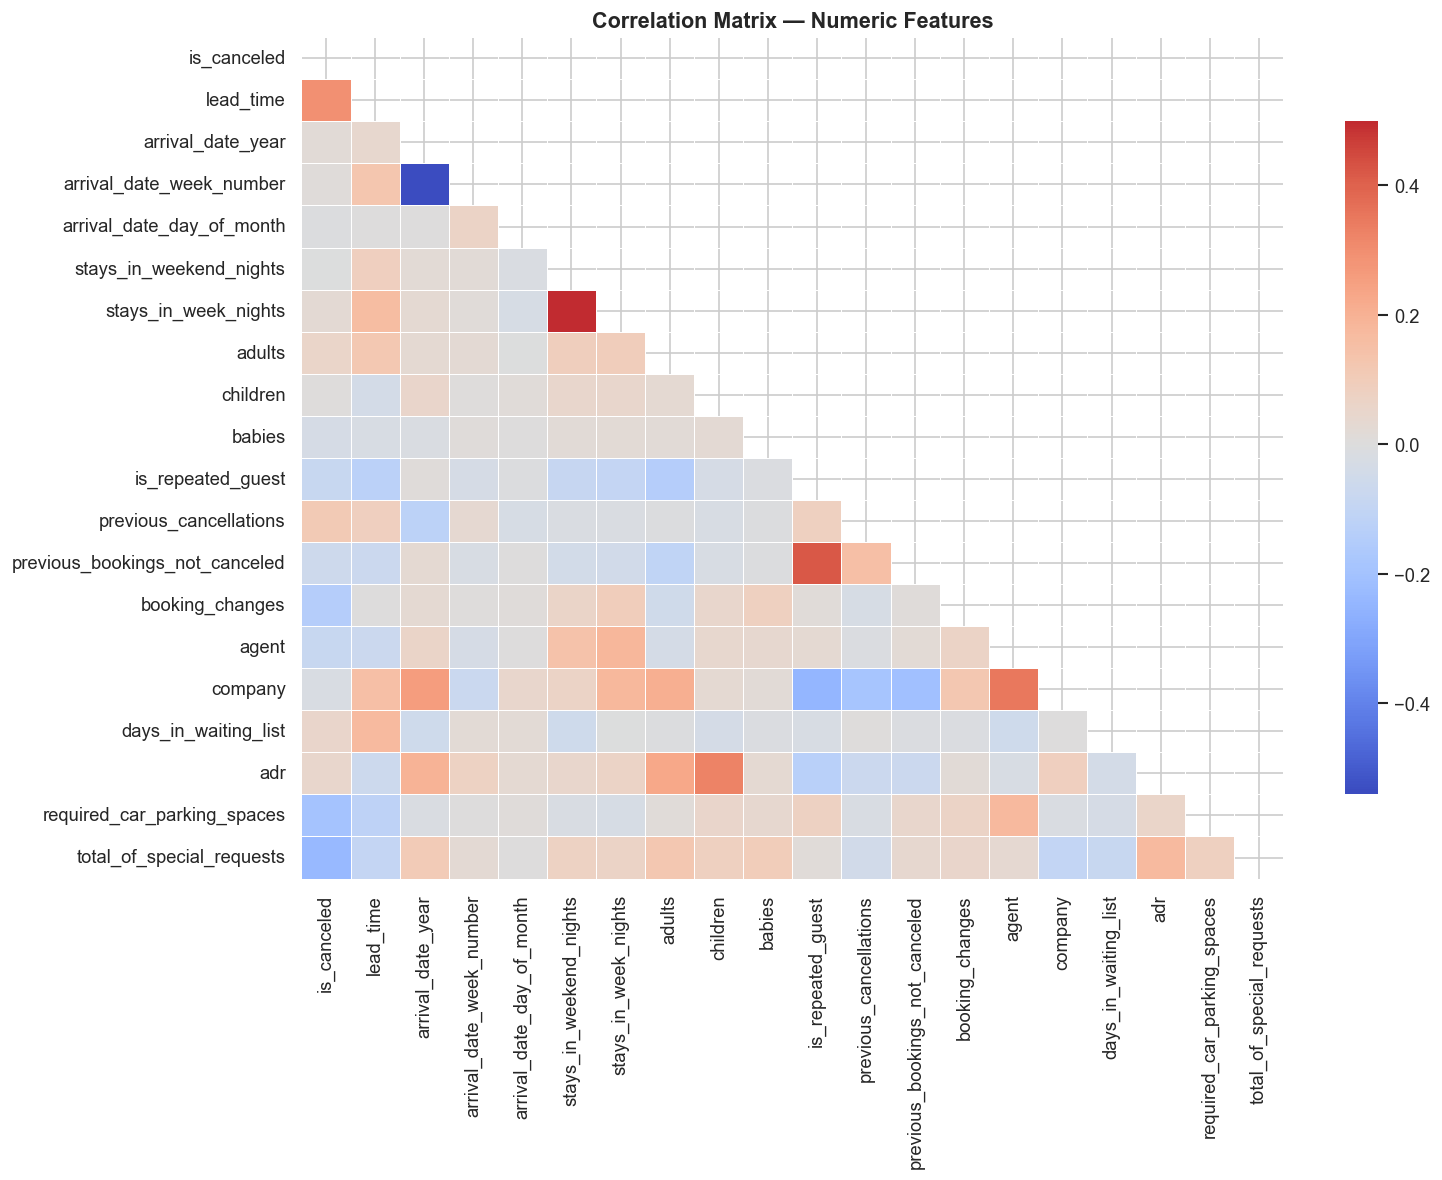 Correlation Matrix — Numeric Features
is_canceled
lead_time
arrival_date_year
arrival_date_week_number
arrival_date_day_of_month
stays_in_weekend_nights
stays_in_week_nights
adults
children
babies
is_repeated_guest
previous_cancellations
previous_bookings_not_canceled
booking_changes
agent
company
days_in_waiting_list
adr
required_car_parking_spaces
total_of_special_requests
is_canceled
lead_time
arrival_date_year
arrival_date_week_number
arrival_date_day_of_month
stays_in_weekend_nights
stays_in_week_nights
adults
children
babies
is_repeated_guest
previous_cancellations
previous_bookings_not_canceled
booking_changes
agent
company
days_in_waiting_list
adr
required_car_parking_spaces
total_of_special_requests
0.4
0.2
0.0
−0.2
−0.4